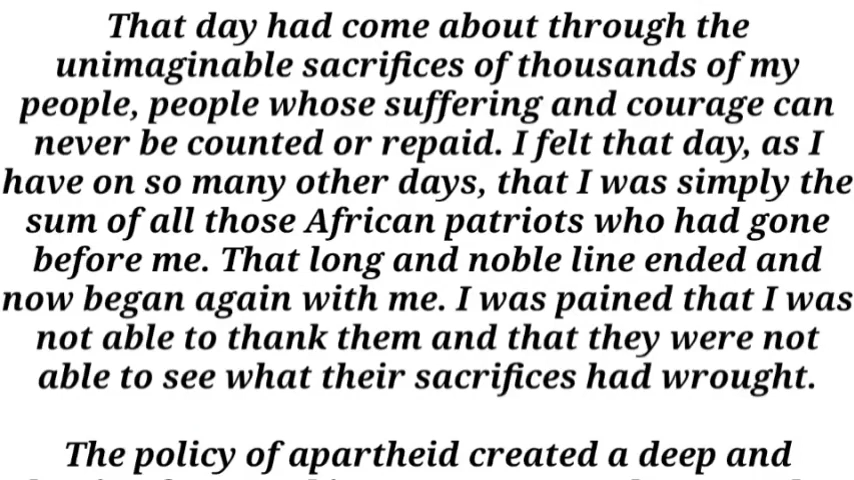 That day had come about through the
unimaginable sacrifices of thousands of my
people, people whose suffering and courage can
never be counted or repaid. I felt that day, as I
have on so many other days, that I was simply the
sum of all those African patriots who had gone
before me. That long and noble line ended and
now began again with me. I was pained that I was
not able to thank them and that they were not
able to see what their sacrifices had wrought.
The policy of apartheid created a deep and